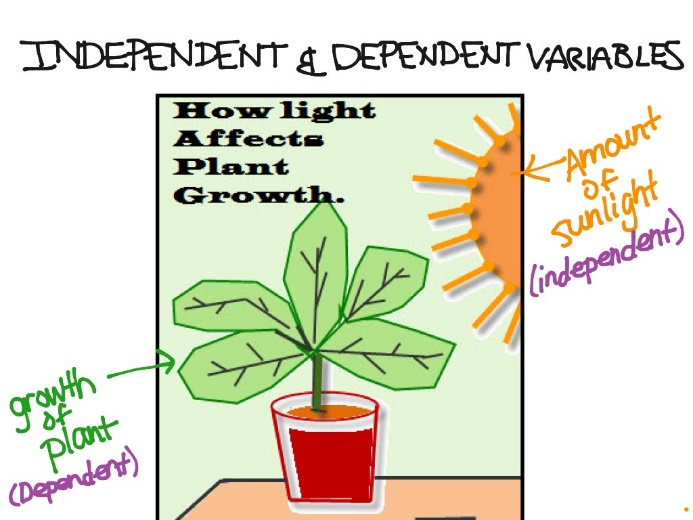 INDEPENDENT & DEPENDENT VARIABLES
How light
Affects
Plant
Growth.
Amount
of
sunlight
(independent)
growth
of
plant
(Dependent)